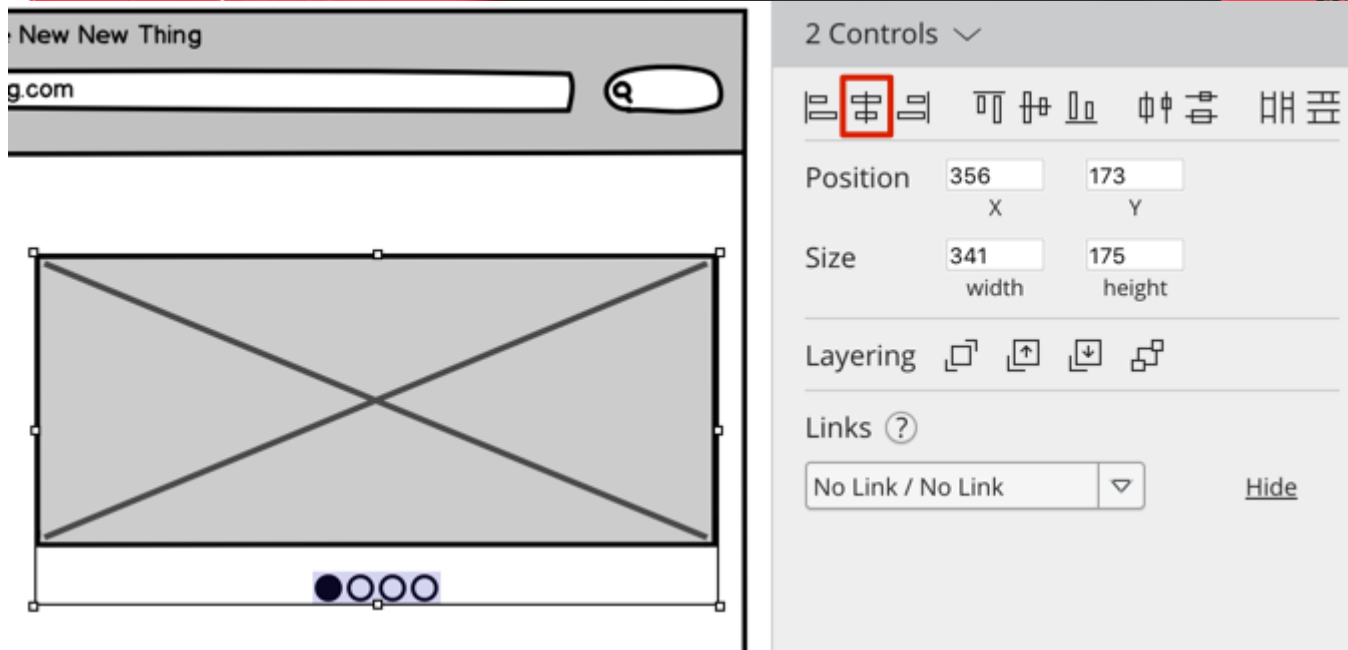 New New Thing
g.com
2 Controls
Position 356 173
X Y
Size 341 175
width height
Layering
Links ?
No Link / No Link Hide